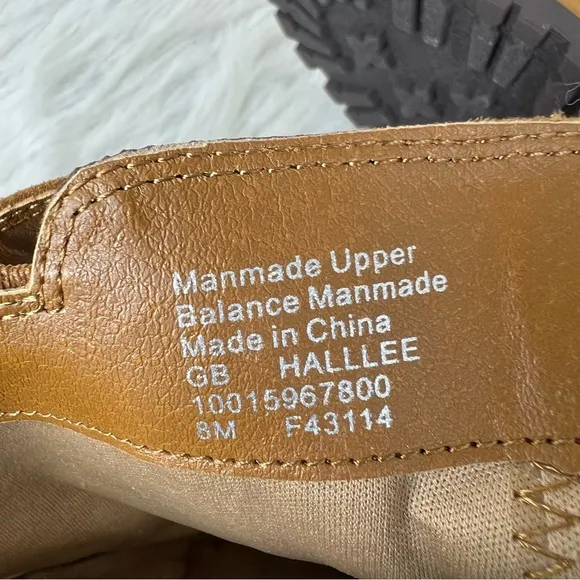 Manmade Upper
Balance Manmade
Made in China
GB HALLLEE
10015967800
8M F43114